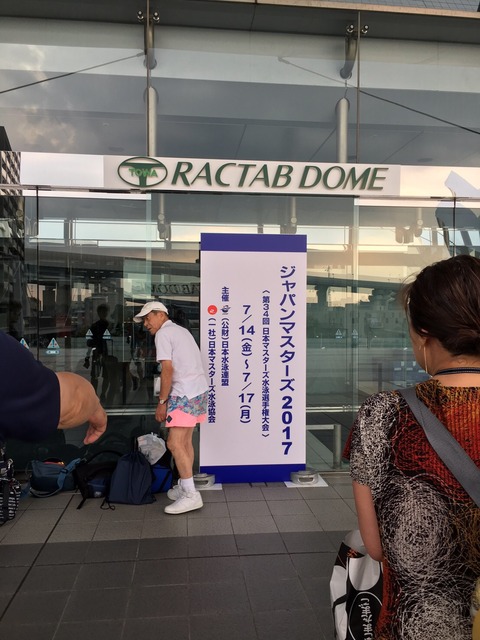 TOWA
RACTAB DOME
ジャパンマスターズ2017
〈第34回 日本マスターズ水泳選手権大会〉
7/14(金)～7/17(月)
主催
(公財)日本水泳連盟
(一社)日本マスターズ水泳協会